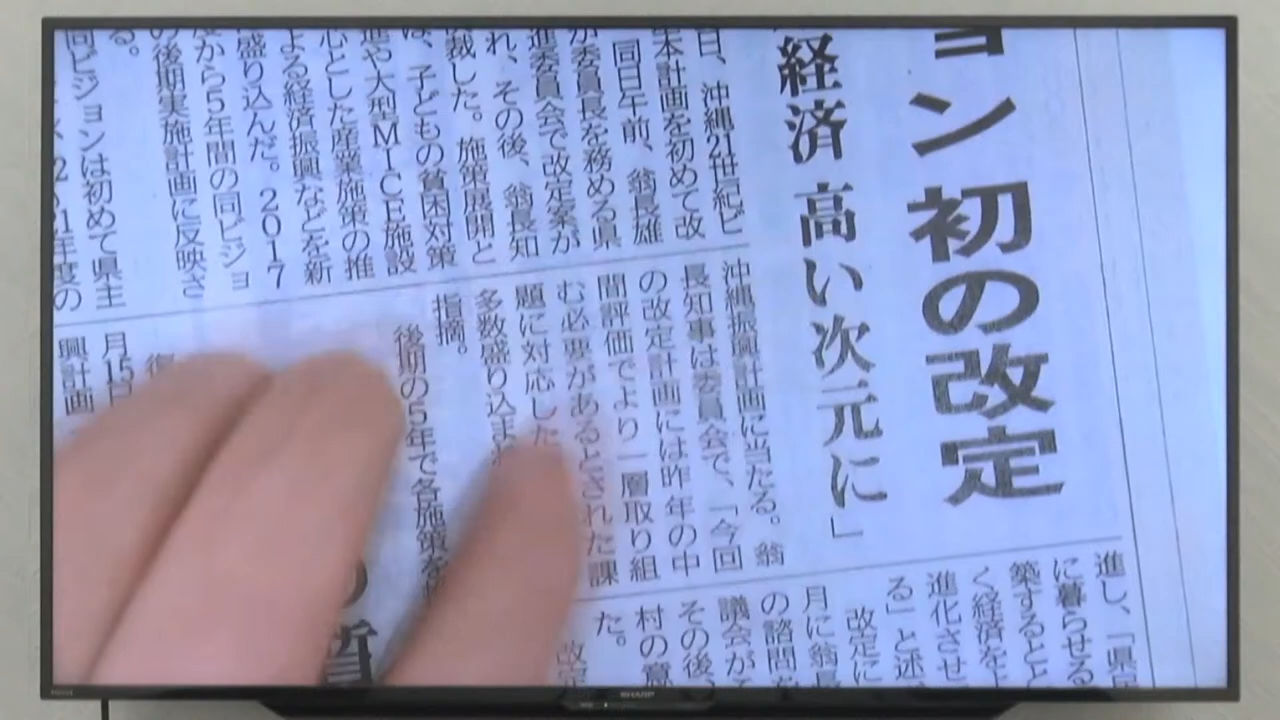 ョン 初の改定
経済 高い次元に」
日、沖縄21世紀ビ
本計画を初めて改
同日午前、翁長雄
が委員長を務める県
進委員会で改定案が
れ、その後、翁長知
裁した。施策展開と
は、子どもの貧困対策
進や大型MICE施設
心とした産業施策の推
よる経済振興などを新
盛り込んだ。2017
度から5年間の同ビジョ
の後期実施計画に反映さ
る。
同ビジョンは初めて県主
年度の
沖縄振興計画に当たる。翁
長知事は委員会で、「今回
の改定計画には昨年の中
間評価でより一層取り組
む必要があるとされた課
題に対応した
多数盛り込ま
指摘。
後期の5年で各施策を
月15日
興計画
進し、「県
に暮らせる
築するとと
く経済を
進化させ
る」と述
改定に
月に翁長
の諮問を
議会が
その後、
村の意
た。
改定
SHARP